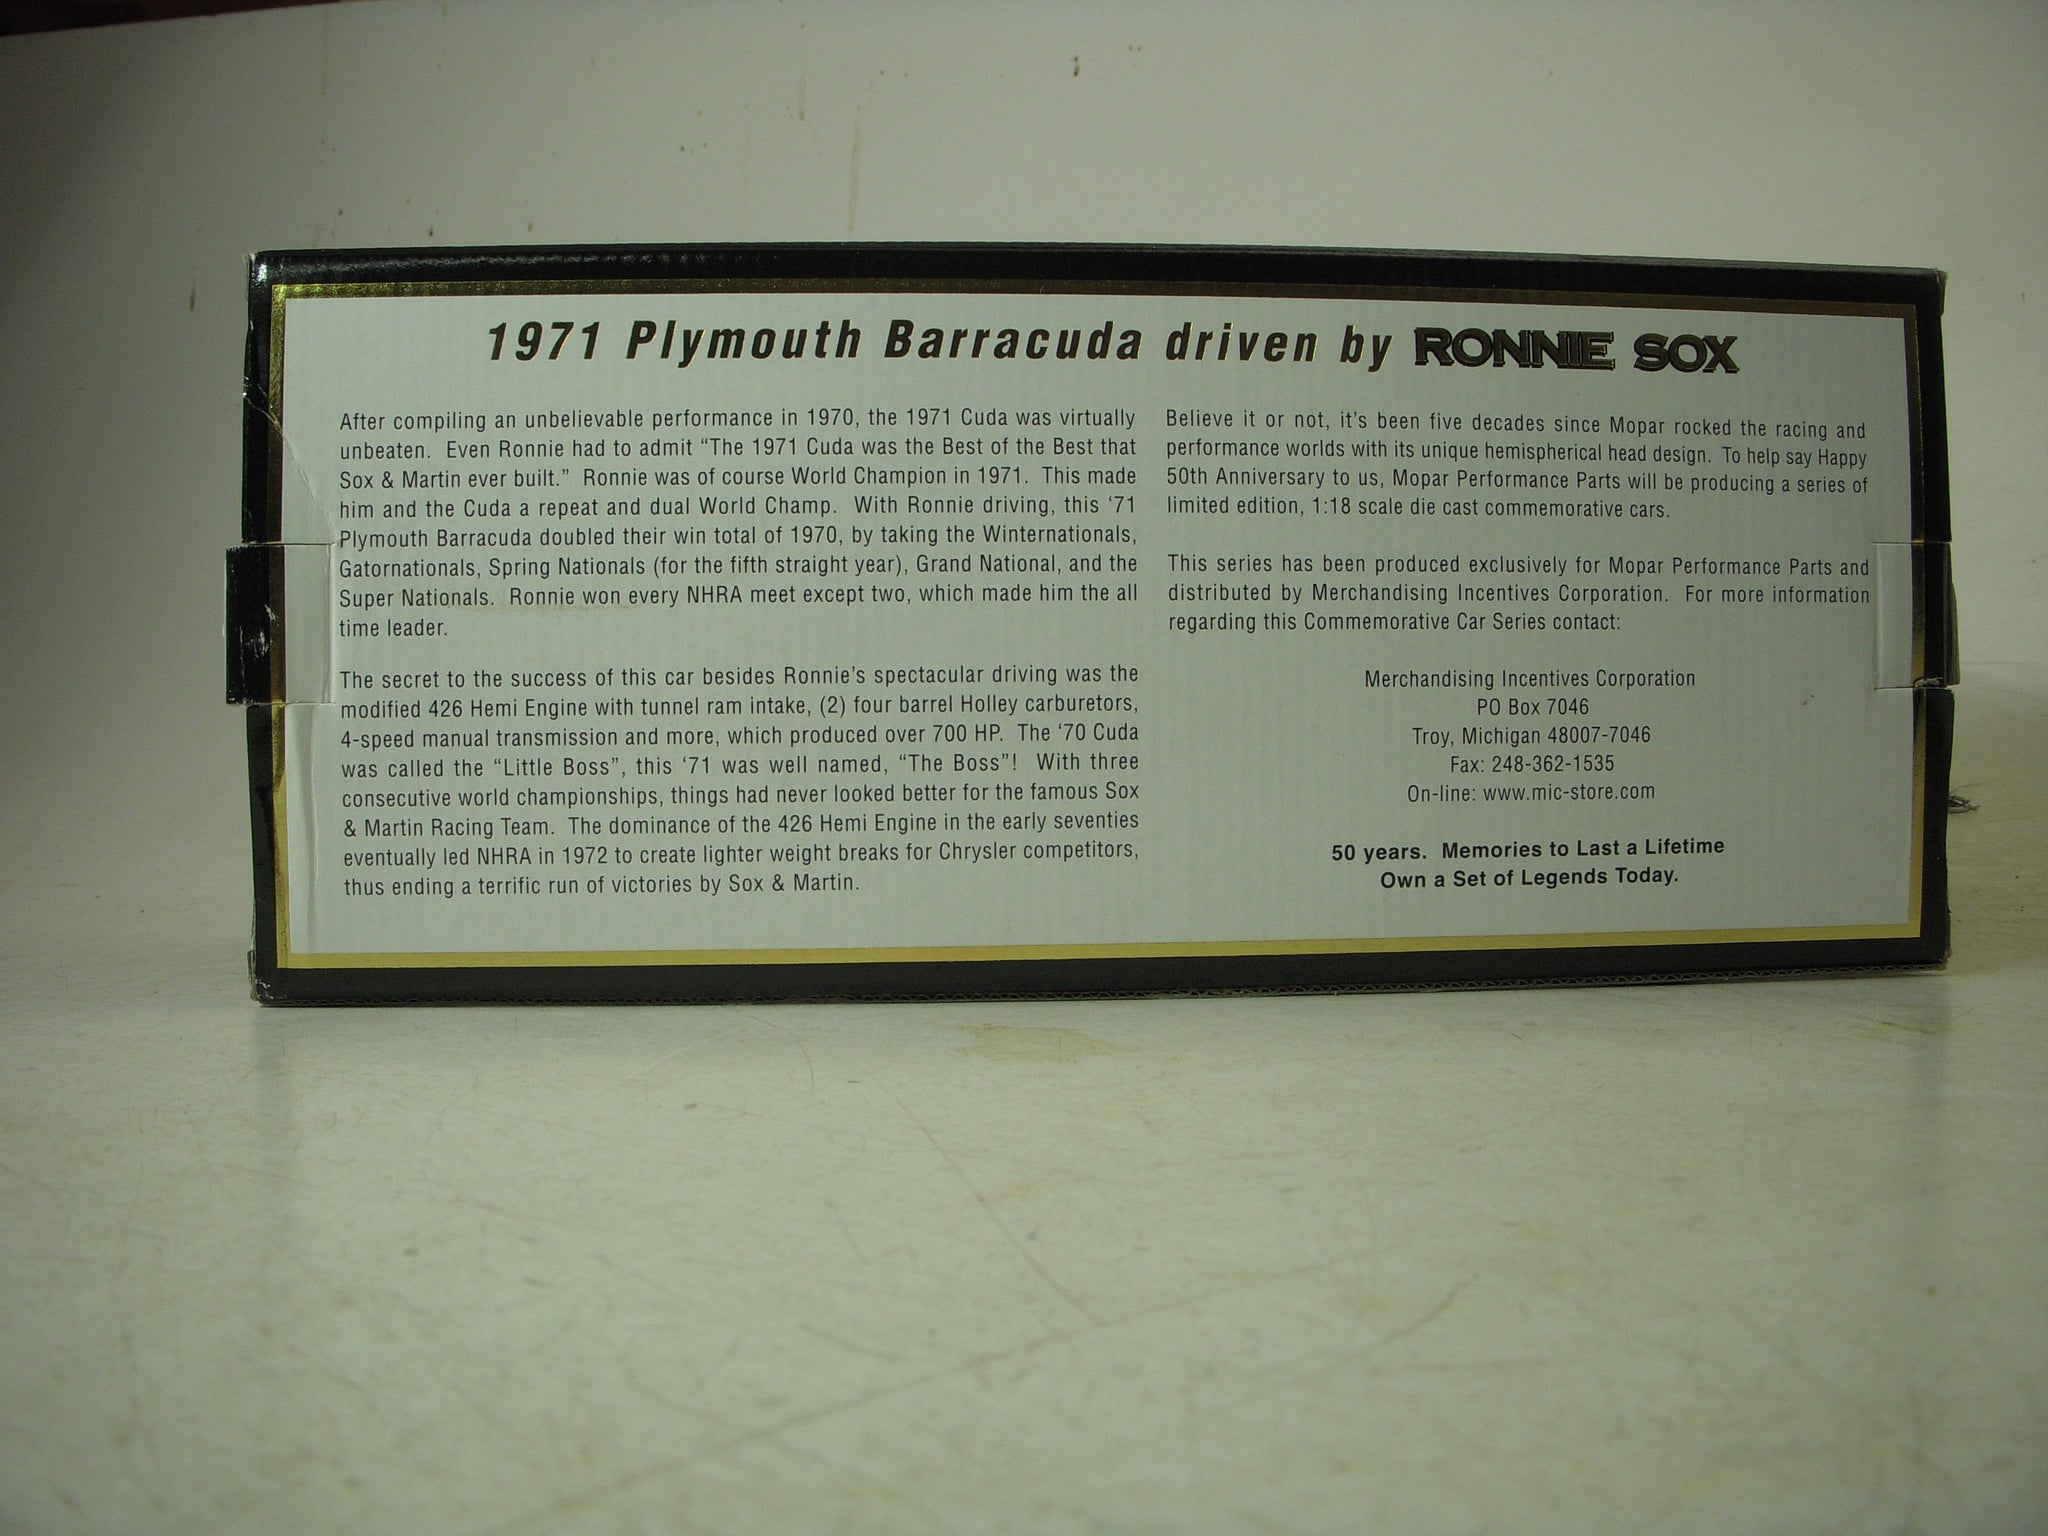 1971 Plymouth Barracuda driven by RONNIE SOX
After compiling an unbelievable performance in 1970, the 1971 Cuda was virtually
unbeaten. Even Ronnie had to admit “The 1971 Cuda was the Best of the Best that
Sox & Martin ever built.” Ronnie was of course World Champion in 1971. This made
him and the Cuda a repeat and dual World Champ. With Ronnie driving, this ‘71
Plymouth Barracuda doubled their win total of 1970, by taking the Winternationals,
Gatornationals, Spring Nationals (for the fifth straight year), Grand National, and the
Super Nationals. Ronnie won every NHRA meet except two, which made him the all
time leader.
The secret to the success of this car besides Ronnie’s spectacular driving was the
modified 426 Hemi Engine with tunnel ram intake, (2) four barrel Holley carburetors,
4-speed manual transmission and more, which produced over 700 HP. The ‘70 Cuda
was called the “Little Boss”, this ‘71 was well named, “The Boss”! With three
consecutive world championships, things had never looked better for the famous Sox
& Martin Racing Team. The dominance of the 426 Hemi Engine in the early seventies
eventually led NHRA in 1972 to create lighter weight breaks for Chrysler competitors,
thus ending a terrific run of victories by Sox & Martin.
Believe it or not, it’s been five decades since Mopar rocked the racing and
performance worlds with its unique hemispherical head design. To help say Happy
50th Anniversary to us, Mopar Performance Parts will be producing a series of
limited edition, 1:18 scale die cast commemorative cars.
This series has been produced exclusively for Mopar Performance Parts and
distributed by Merchandising Incentives Corporation. For more information
regarding this Commemorative Car Series contact:
Merchandising Incentives Corporation
PO Box 7046
Troy, Michigan 48007-7046
Fax: 248-362-1535
On-line: www.mic-store.com
50 years. Memories to Last a Lifetime
Own a Set of Legends Today.